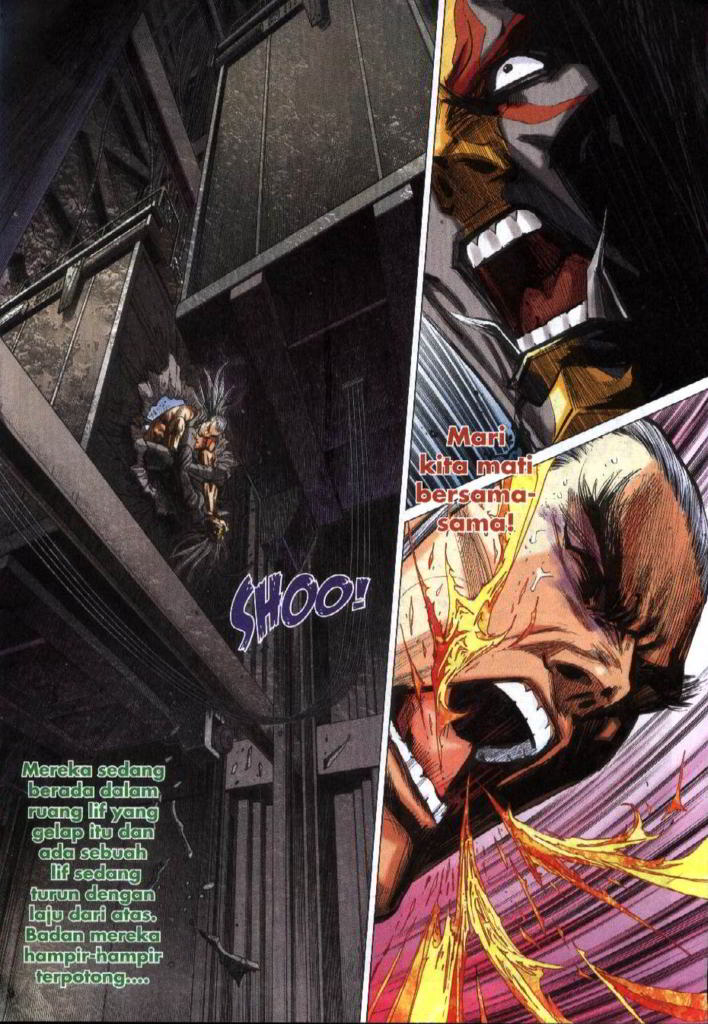 Mari
kita mati
bersama-
sama!
SHOO!
Mereka sedang
berada dalam
ruang lif yang
gelap itu dan
ada sebuah
lif sedang
turun dengan
laju dari atas.
Badan mereka
hampir-hampir
terpotong....